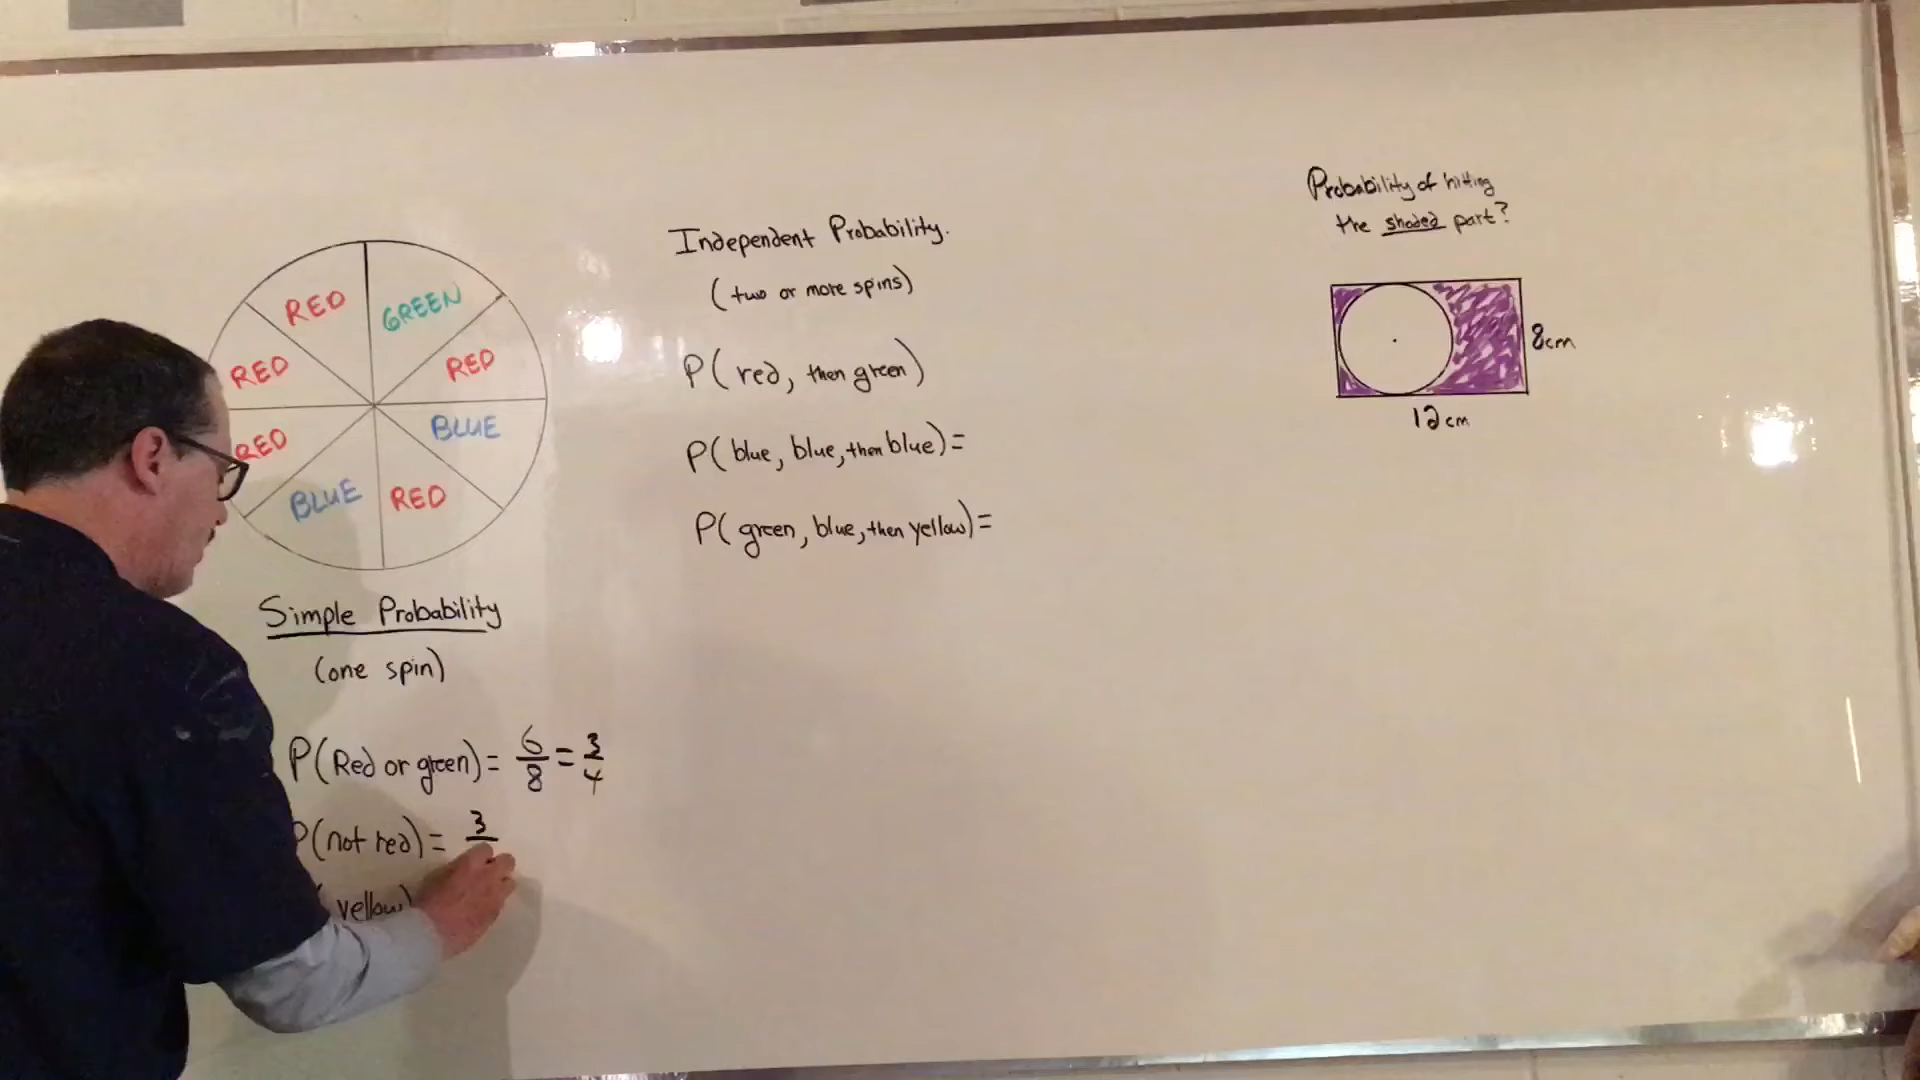 RED
GREEN
RED
RED
RED
BLUE
BLUE
RED
Simple Probability
(one spin)
P(Red or green) = 6/8 = 3/4
P(not red) = 3
yellow)
Independent Probability.
(two or more spins)
P(red, then green)
P(blue, blue, then blue) =
P(green, blue, then yellow) =
Probability of hitting
the shaded part?
8cm
12cm